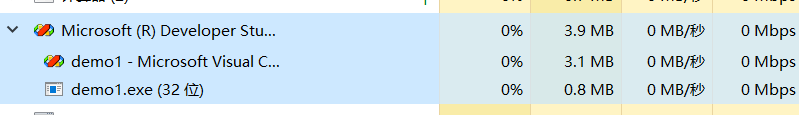 Microsoft (R) Developer Stu... 0% 3.9 MB 0 MB/秒 0 Mbps
demo1 - Microsoft Visual C... 0% 3.1 MB 0 MB/秒 0 Mbps
demo1.exe (32 位) 0% 0.8 MB 0 MB/秒 0 Mbps